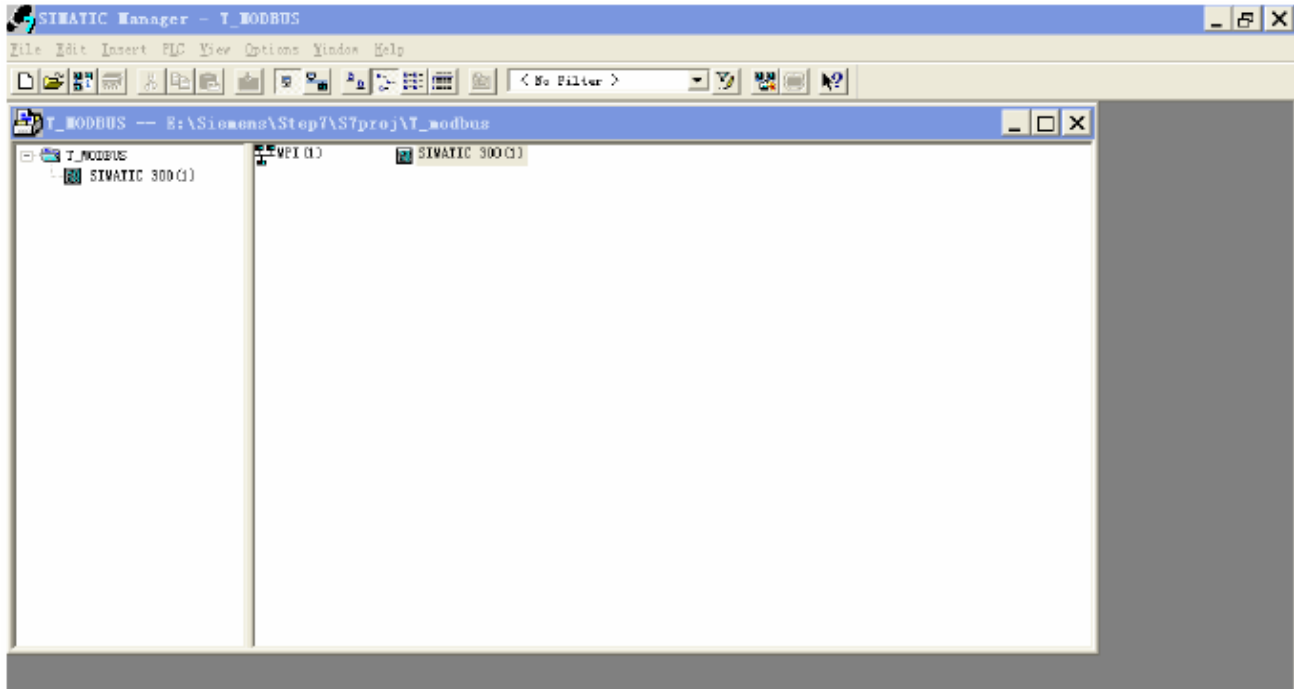 SIMATIC Manager - T_MODBUS
File Edit Insert PLC View Options Window Help
< No Filter >
T_MODBUS -- E:\Siemens\Step7\S7proj\T_modbus
T_MODBUS
SIMATIC 300(1)
MPI(1) SIMATIC 300(1)